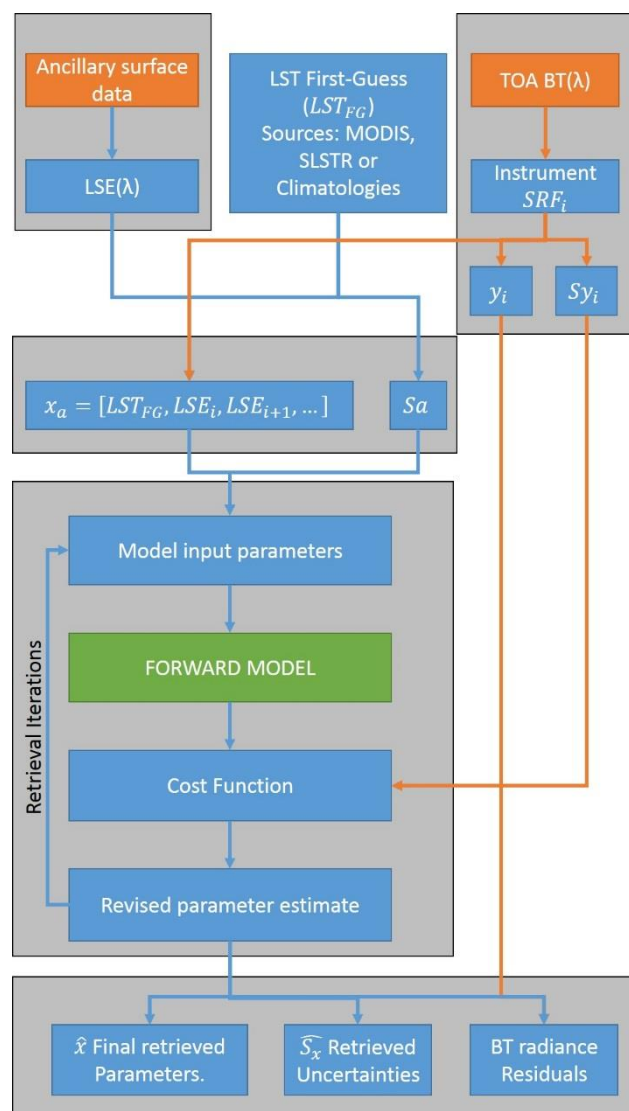 Ancillary surface
data
LSE(λ)
LST First-Guess
(LST_FG)
Sources: MODIS,
SLSTR or
Climatologies
TOA BT(λ)
Instrument
SRF_i
y_i
Sy_i
x_a = [LST_FG, LSE_i, LSE_{i+1}, …]
Sa
Retrieval Iterations
Model input parameters
FORWARD MODEL
Cost Function
Revised parameter estimate
x̂ Final retrieved
Parameters.
Ŝ_x Retrieved
Uncertainties
BT radiance
Residuals